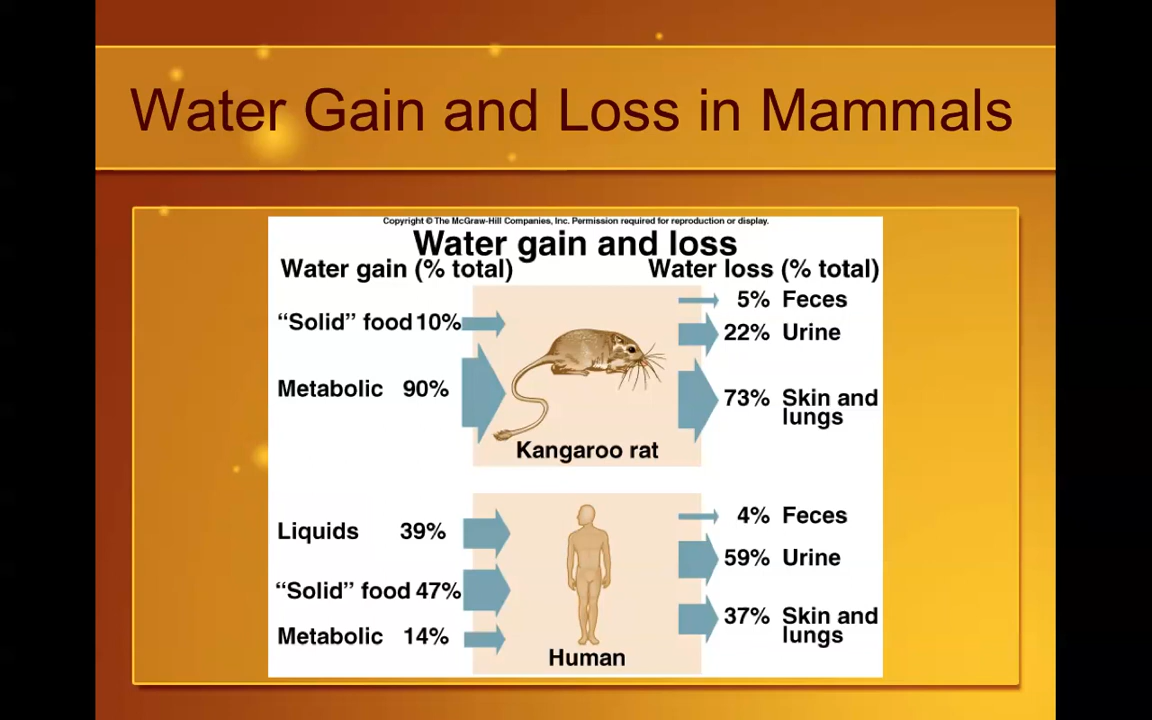 Water Gain and Loss in Mammals
Copyright © The McGraw-Hill Companies, Inc. Permission required for reproduction or display.
Water gain and loss
Water gain (% total)
Water loss (% total)
“Solid” food 10%
Metabolic 90%
Kangaroo rat
5% Feces
22% Urine
73% Skin and
lungs
Liquids 39%
“Solid” food 47%
Metabolic 14%
Human
4% Feces
59% Urine
37% Skin and
lungs